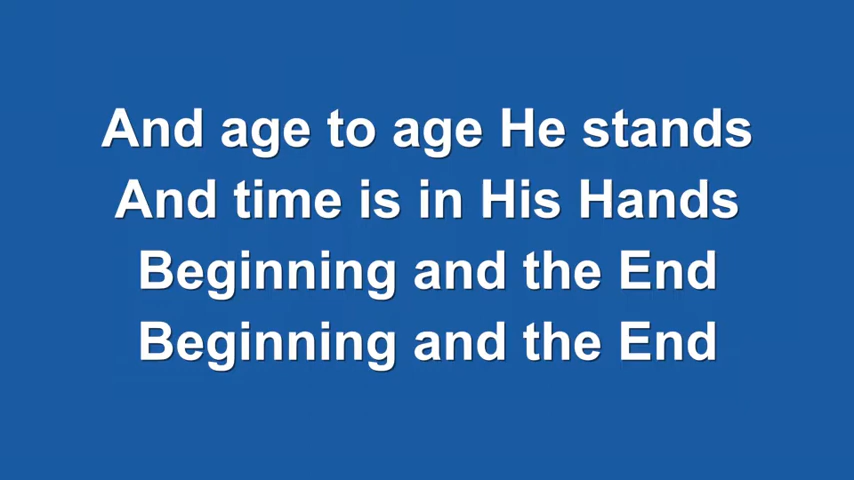 And age to age He stands
And time is in His Hands
Beginning and the End
Beginning and the End